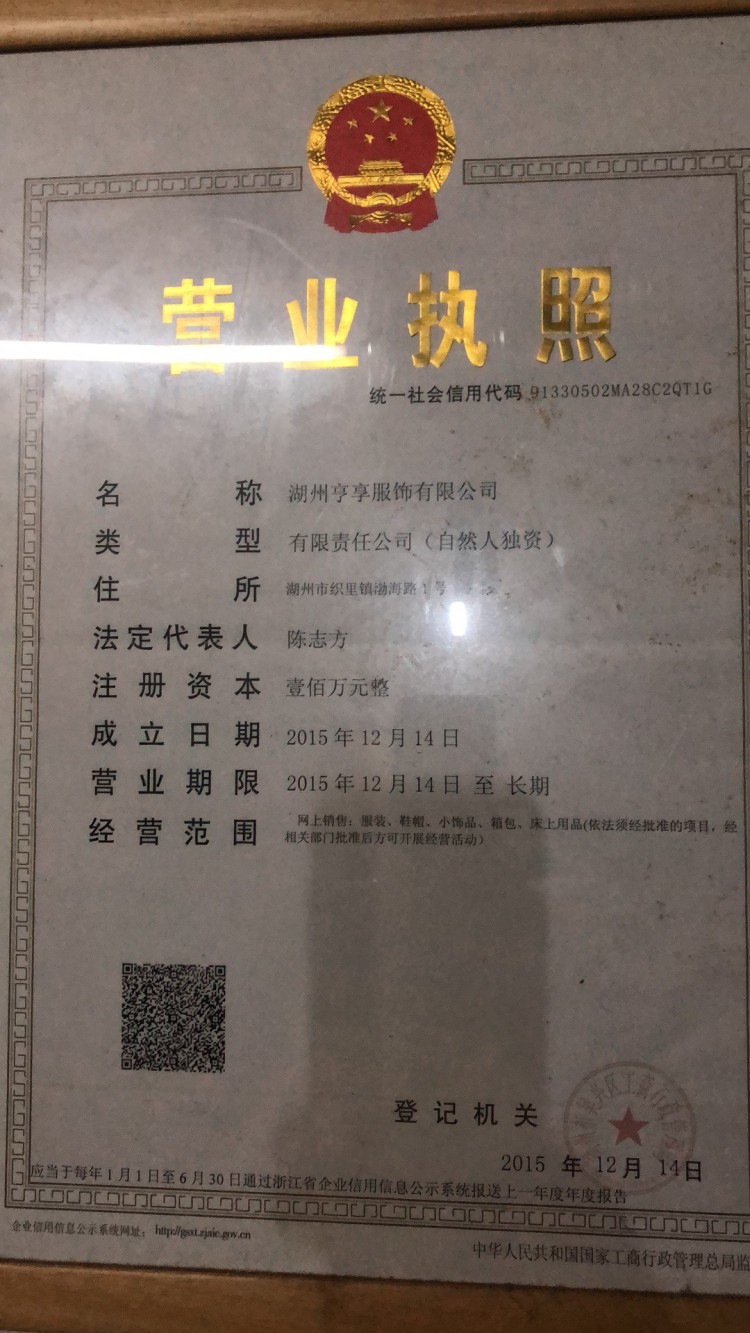 营业执照
统一社会信用代码 91330502MA28C2QT1G
名称 湖州亨享服饰有限公司
类型 有限责任公司（自然人独资）
住所 湖州市织里镇渤海路1号
法定代表人 陈志方
注册资本 壹佰万元整
成立日期 2015年12月14日
营业期限 2015年12月14日 至 长期
经营范围 网上销售：服装、鞋帽、小饰品、箱包、床上用品(依法须经批准的项目，经
相关部门批准后方可开展经营活动）
登记机关
2015 年 12月 14日
应当于每年1月1日至6月30日通过浙江省企业信用信息公示系统报送上一年度年度报告
企业信用信息公示系统网址： http://gsxt.zjaic.gov.cn
中华人民共和国国家工商行政管理总局监